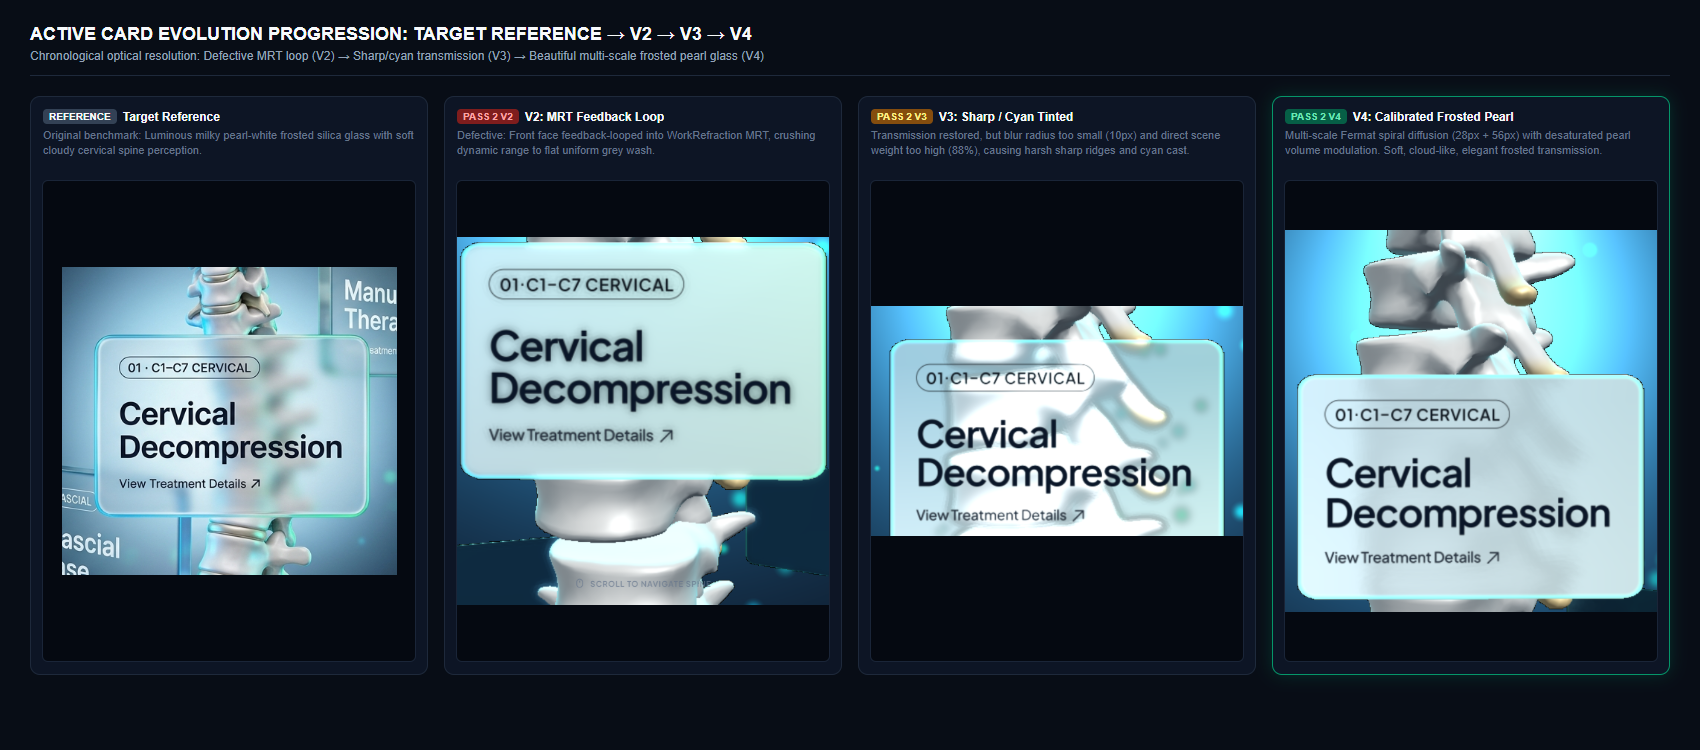 ACTIVE CARD EVOLUTION PROGRESSION: TARGET REFERENCE → V2 → V3 → V4
Chronological optical resolution: Defective MRT loop (V2) → Sharp/cyan transmission (V3) → Beautiful multi-scale frosted pearl glass (V4)
REFERENCE Target Reference
Original benchmark: Luminous milky pearl-white frosted silica glass with soft
cloudy cervical spine perception.
Manu
Thera
eatmen
01 · C1–C7 CERVICAL
Cervical
Decompression
View Treatment Details ↗
ASCIAL
ascial
ase
PASS 2 V2 V2: MRT Feedback Loop
Defective: Front face feedback-looped into WorkRefraction MRT, crushing
dynamic range to flat uniform grey wash.
01·C1–C7 CERVICAL
Cervical
Decompression
View Treatment Details ↗
SCROLL TO NAVIGATE SPINE
PASS 2 V3 V3: Sharp / Cyan Tinted
Transmission restored, but blur radius too small (10px) and direct scene
weight too high (88%), causing harsh sharp ridges and cyan cast.
01·C1–C7 CERVICAL
Cervical
Decompression
View Treatment Details ↗
PASS 2 V4 V4: Calibrated Frosted Pearl
Multi-scale Fermat spiral diffusion (28px + 56px) with desaturated pearl
volume modulation. Soft, cloud-like, elegant frosted transmission.
01·C1–C7 CERVICAL
Cervical
Decompression
View Treatment Details ↗